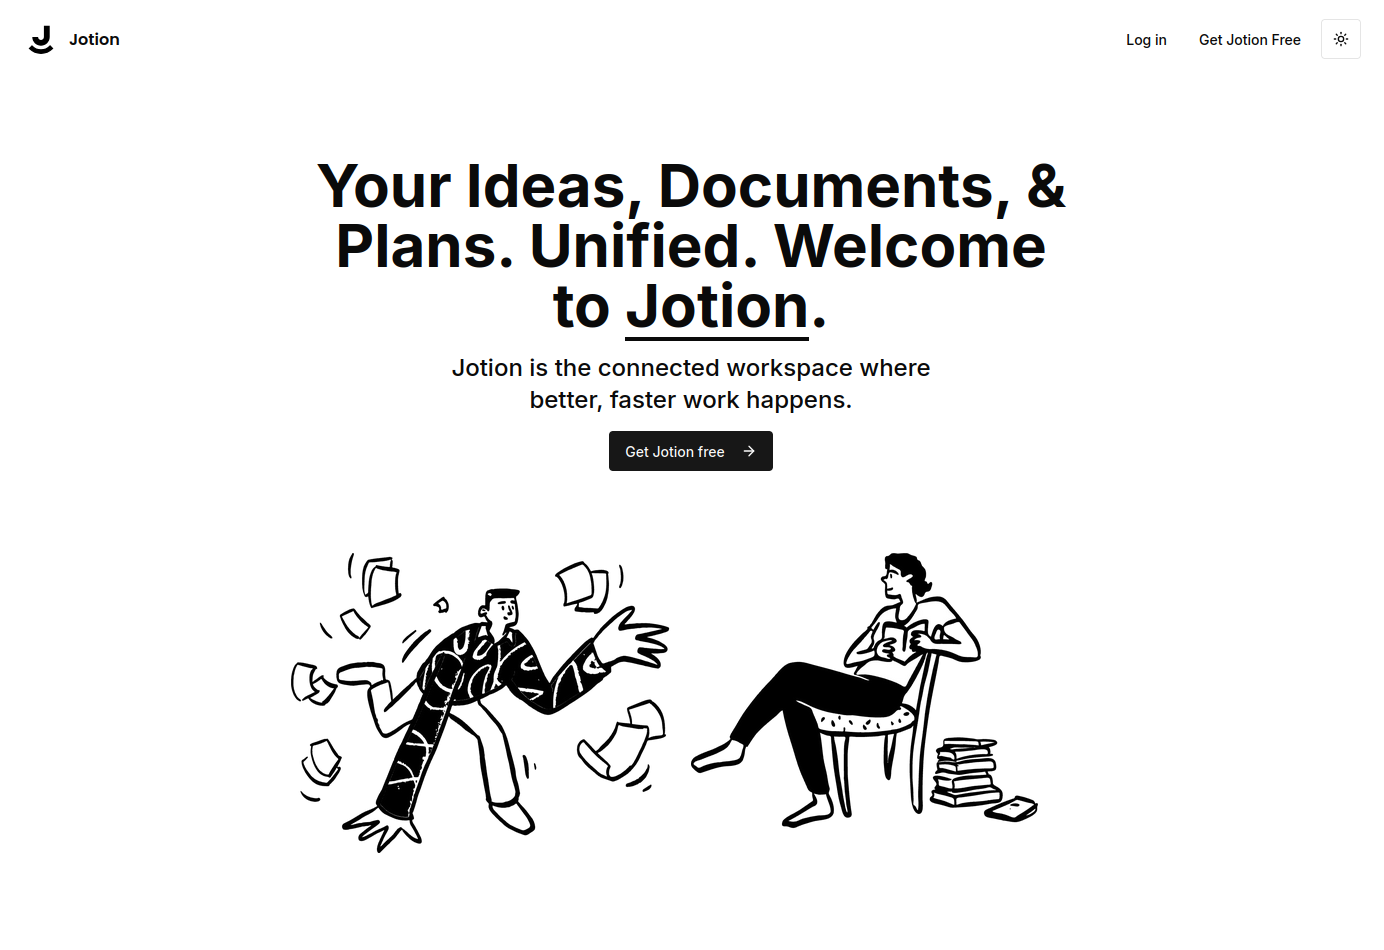 Jotion
Log in
Get Jotion Free
Your Ideas, Documents, &
Plans. Unified. Welcome
to Jotion.
Jotion is the connected workspace where
better, faster work happens.
Get Jotion free